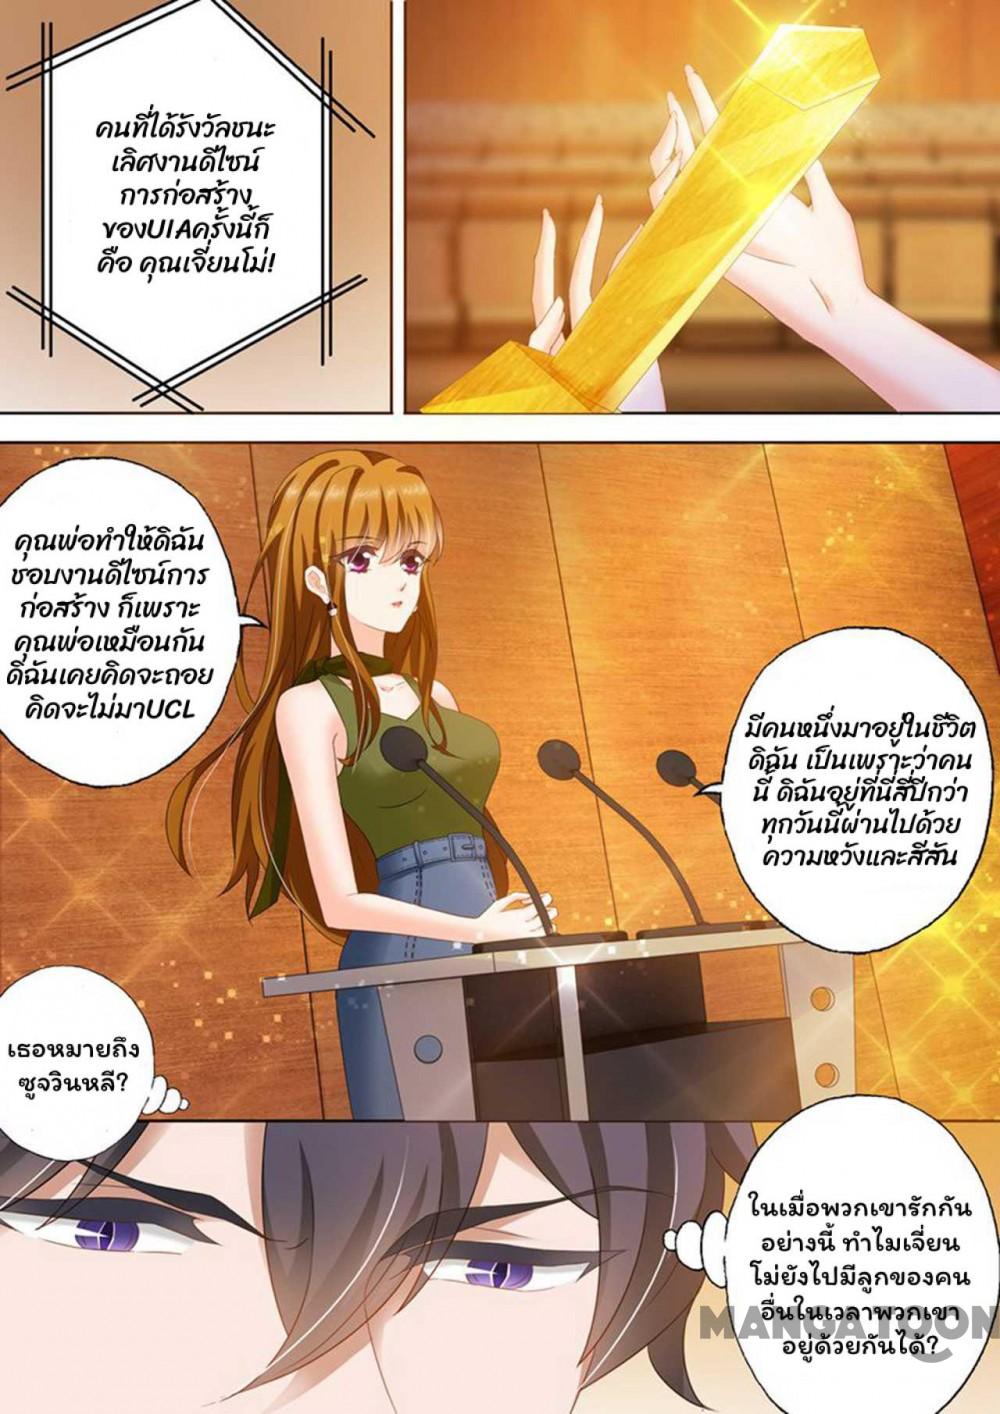 คนที่ได้รังวัลชนะ
เลิศงานดีไซน์
การก่อสร้าง
ของUIAครั้งนี้ก็
คือ คุณเจี่ยนโม่!
คุณพ่อทำให้ดิฉัน
ชอบงานดีไซน์การ
ก่อสร้าง ก็เพราะ
คุณพ่อเหมือนกัน
ดิฉันเคยคิดจะถอย
คิดจะไม่มาUCL
มีคนหนึ่งมาอยู่ในชีวิต
ดิฉัน เป็นเพราะว่าคน
นี้ ดิฉันอยู่ที่นี่สี่ปีกว่า
ทุกวันนี้ผ่านไปด้วย
ความหวังและสีสัน
เธอหมายถึง
ซูจวินหลี?
ในเมื่อพวกเขารักกัน
อย่างนี้ ทำไมเจี่ยน
โม่ยังไปมีลูกของคน
อื่นในเวลาพวกเขา
อยู่ด้วยกันได้?
MANGATOON